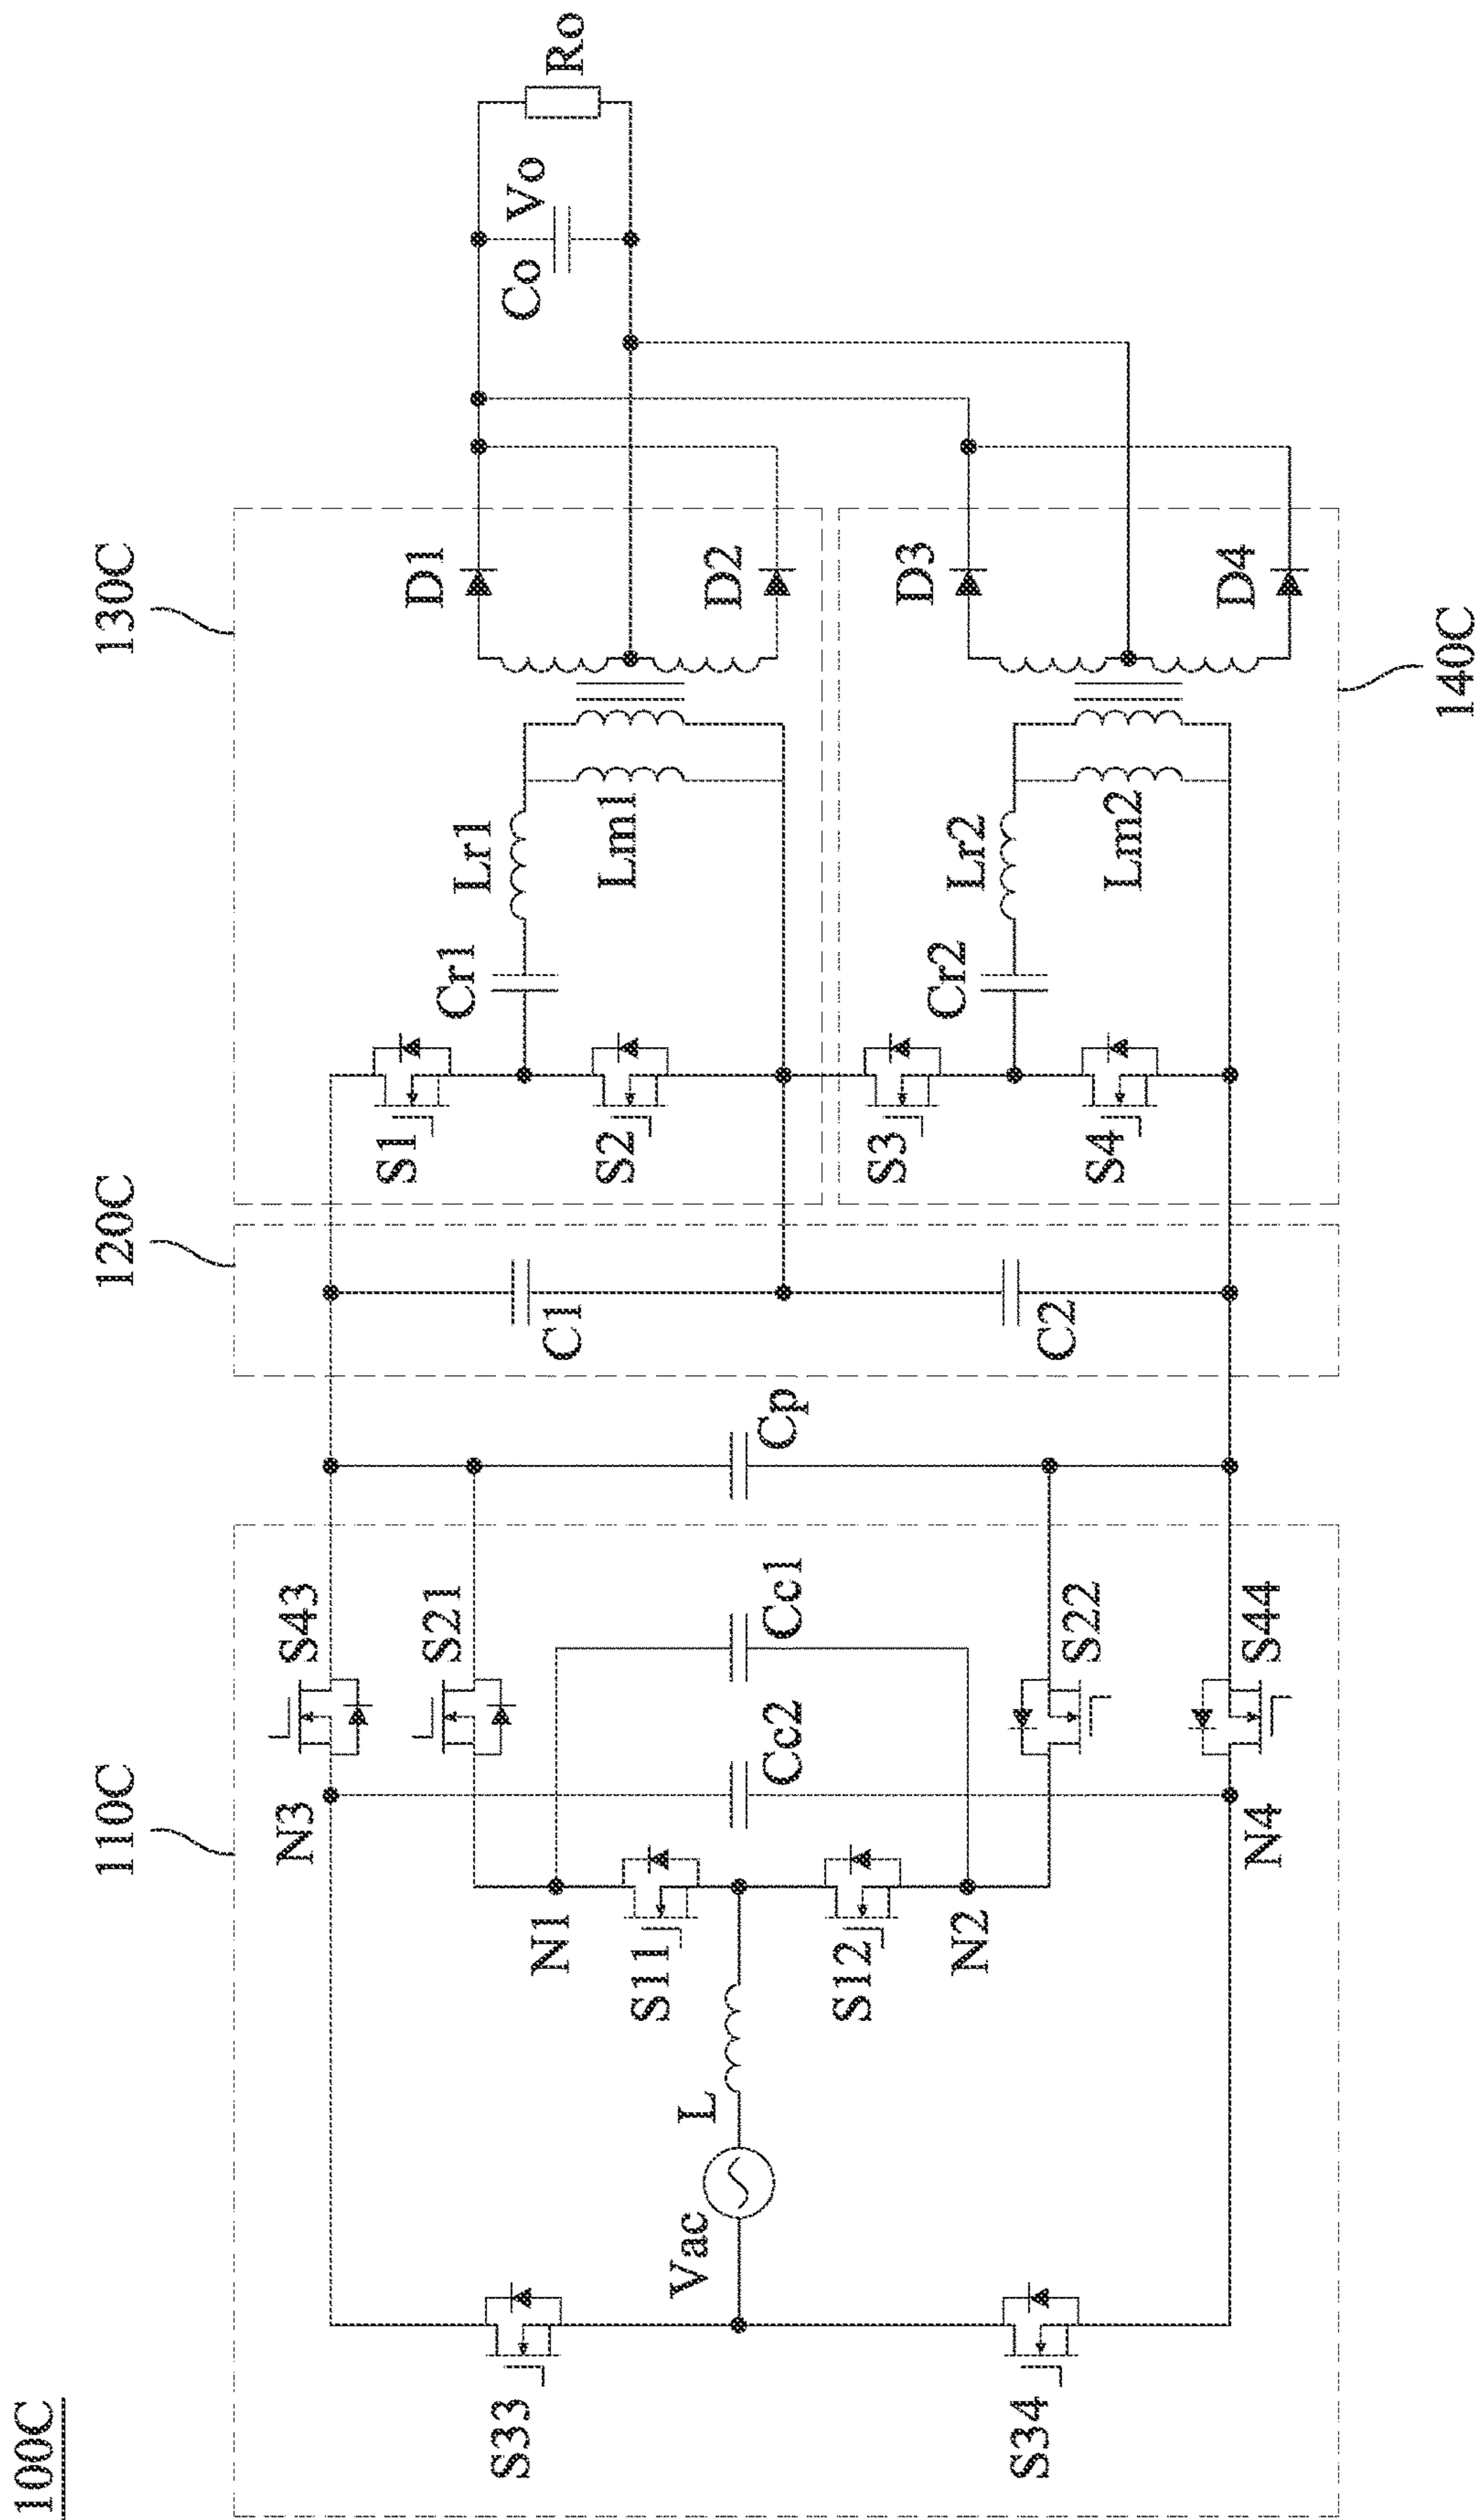 100C
110C
120C
130C
140C
S33
S34
Vac
L
N3
N1
S11
S12
N2
N4
S43
S21
Cc2
Cc1
S22
S44
Cp
C1
C2
S1
S2
S3
S4
Cr1
Lr1
Lm1
Cr2
Lr2
Lm2
D1
D2
D3
D4
Co
Vo
Ro